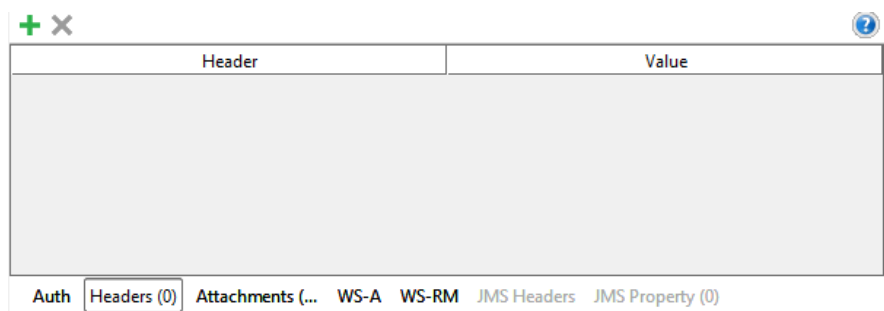 Header Value
Auth Headers (0) Attachments (... WS-A WS-RM JMS Headers JMS Property (0)